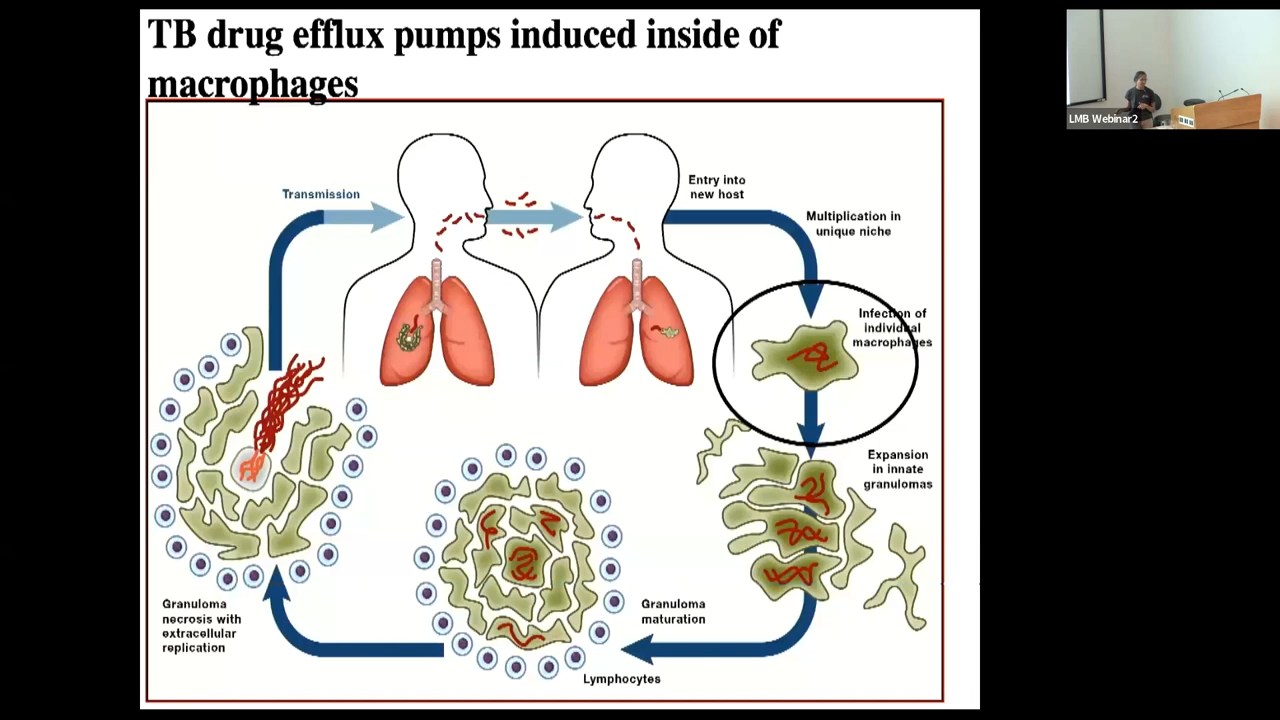 TB drug efflux pumps induced inside of
macrophages
Transmission
Entry into
new host
Multiplication in
unique niche
Infection of
individual
macrophages
Expansion
in innate
granulomas
Granuloma
maturation
Lymphocytes
Granuloma
necrosis with
extracellular
replication
LMB Webinar2